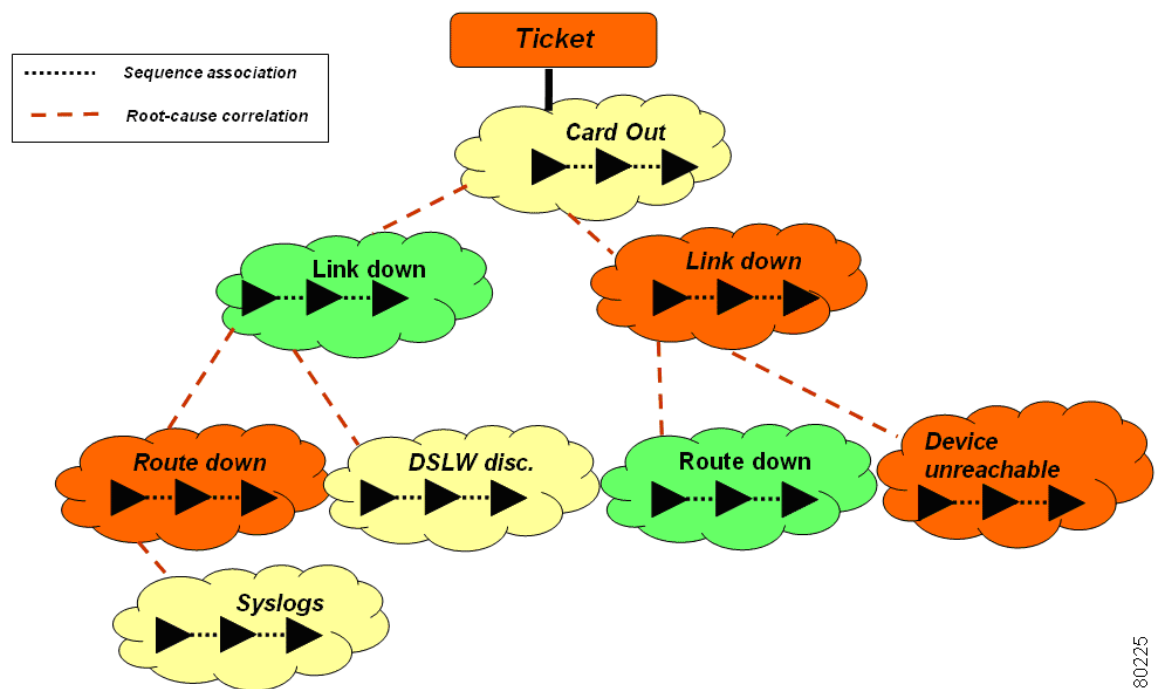 Ticket
Sequence association
Root-cause correlation
Card Out
Link down
Link down
Route down
DSLW disc.
Route down
Device
unreachable
Syslogs
80225